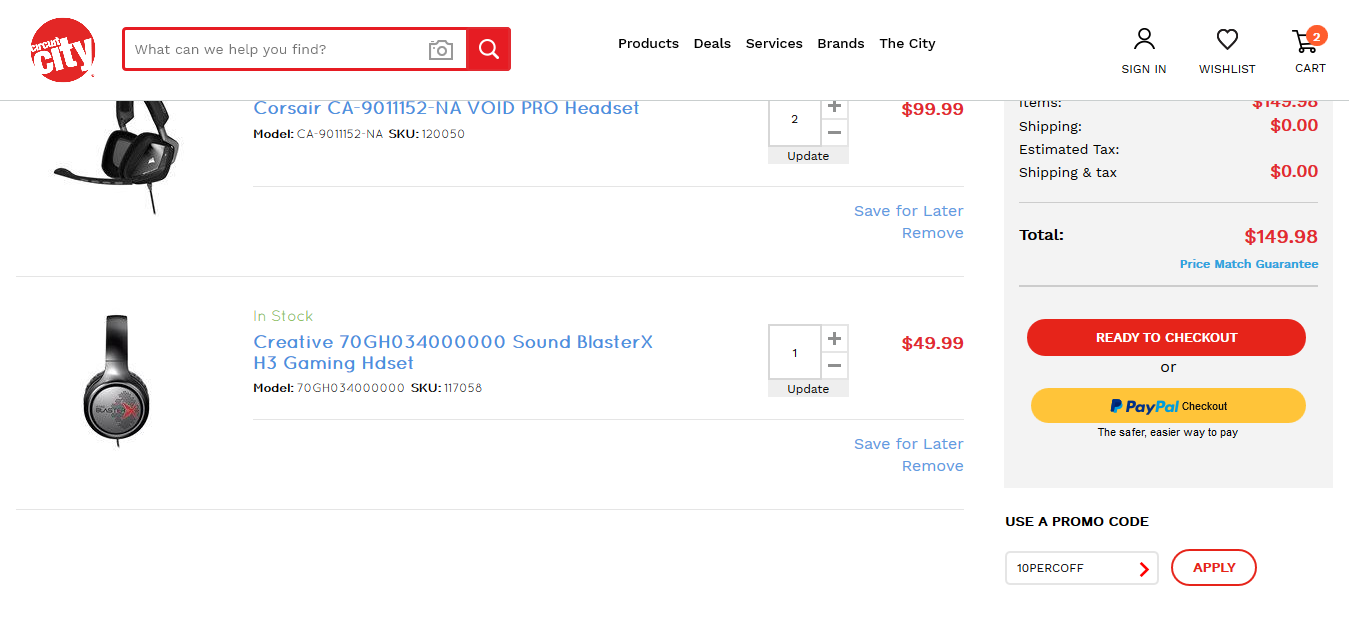 circuit city
What can we help you find?
Products Deals Services Brands The City
SIGN IN
WISHLIST
2
CART
Corsair CA-9011152-NA VOID PRO Headset
Model: CA-9011152-NA SKU: 120050
2
Update
$99.99
Save for Later
Remove
In Stock
Creative 70GH034000000 Sound BlasterX
H3 Gaming Hdset
Model: 70GH034000000 SKU: 117058
BLASTERX
1
Update
$49.99
Save for Later
Remove
Items: $149.98
Shipping: $0.00
Estimated Tax:
Shipping & tax $0.00
Total: $149.98
Price Match Guarantee
READY TO CHECKOUT
or
PayPal Checkout
The safer, easier way to pay
USE A PROMO CODE
10PERCOFF
APPLY